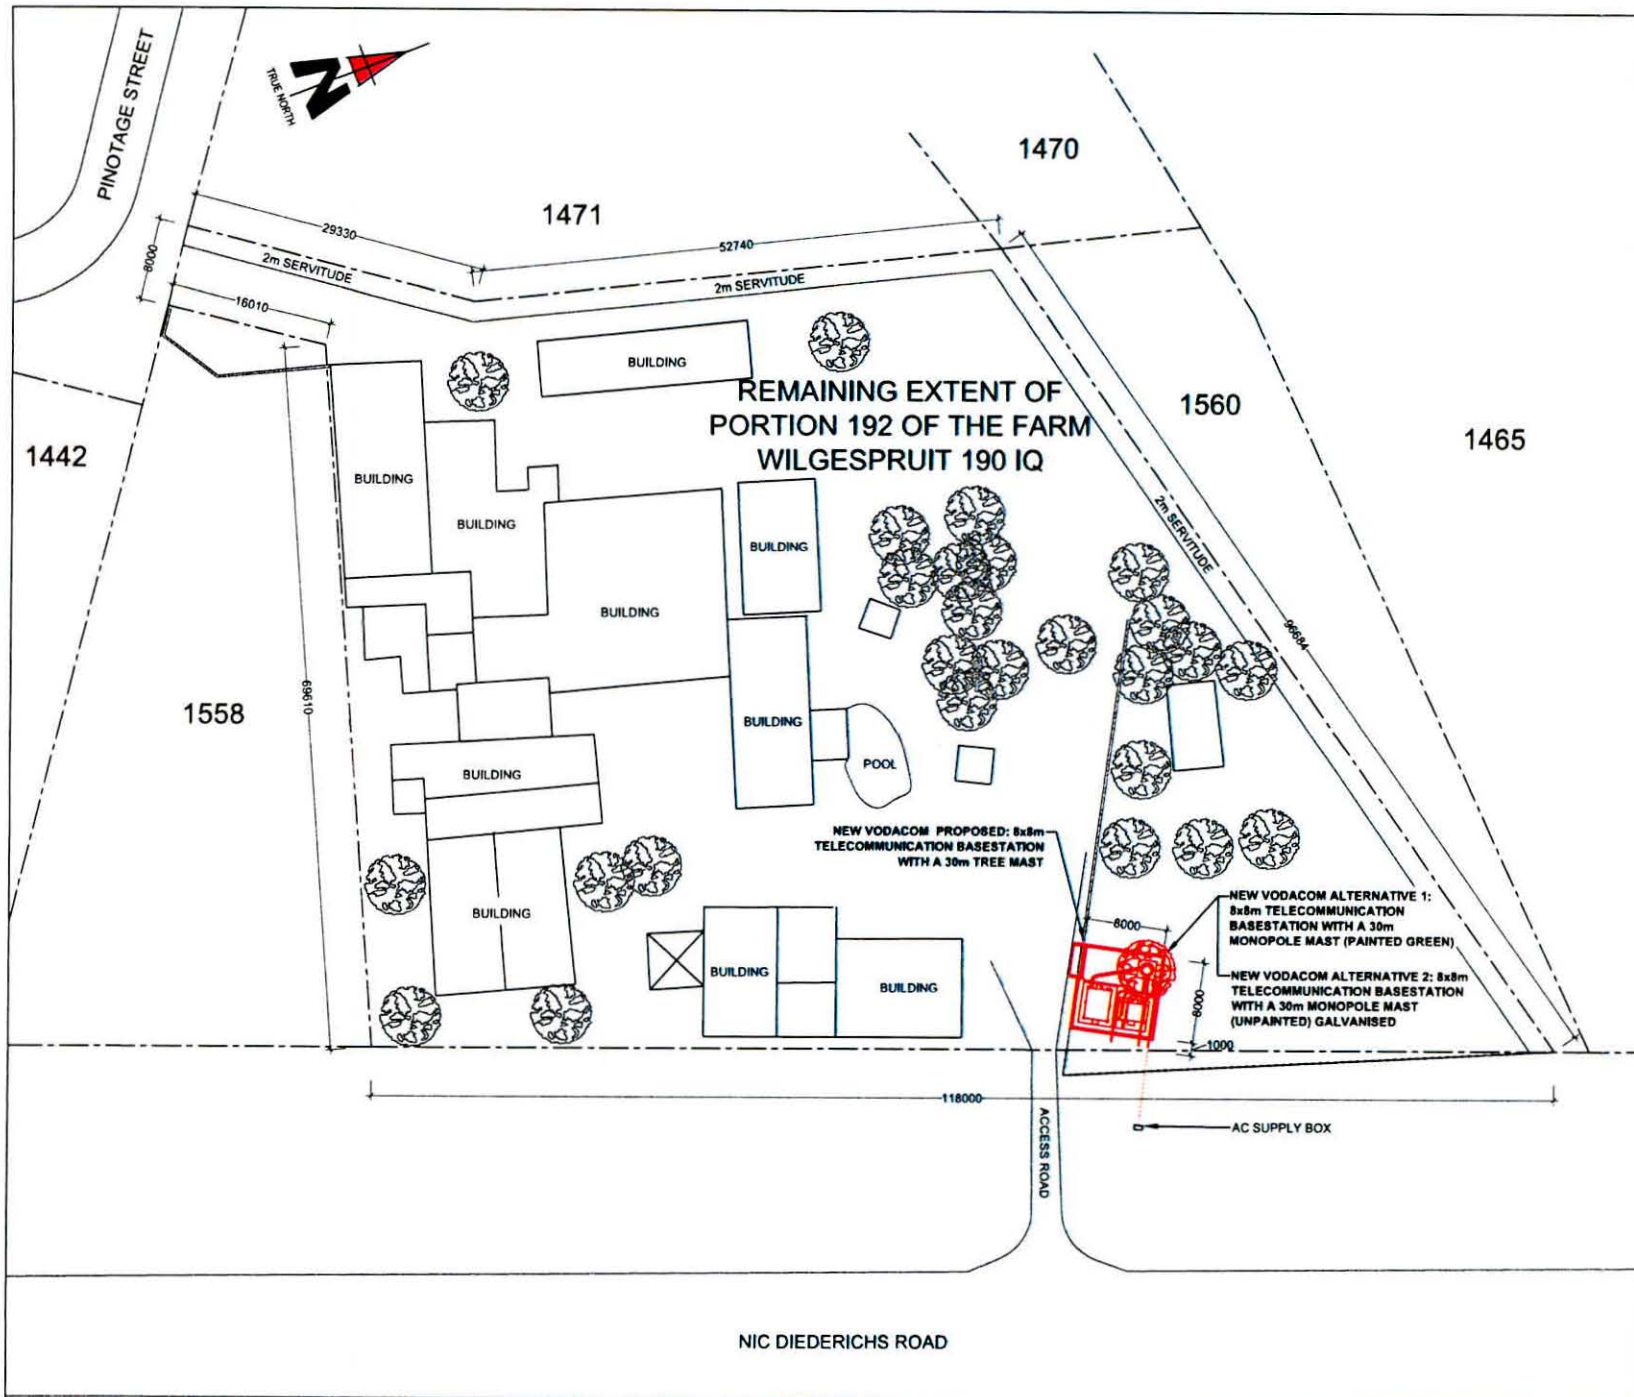 PINOTAGE STREET
N
TRUE NORTH
1470
1471
29330
52740
8000
2m SERVITUDE
2m SERVITUDE
16010
BUILDING
REMAINING EXTENT OF
PORTION 192 OF THE FARM
WILGESPRUIT 190 IQ
1560
1465
1442
BUILDING
BUILDING
BUILDING
2m SERVITUDE
BUILDING
96684
69610
1558
BUILDING
POOL
BUILDING
NEW VODACOM PROPOSED: 8x8m
TELECOMMUNICATION BASESTATION
WITH A 30m TREE MAST
BUILDING
NEW VODACOM ALTERNATIVE 1:
8x8m TELECOMMUNICATION
BASESTATION WITH A 30m
MONOPOLE MAST (PAINTED GREEN)
8000
BUILDING
BUILDING
NEW VODACOM ALTERNATIVE 2: 8x8m
TELECOMMUNICATION BASESTATION
WITH A 30m MONOPOLE MAST
(UNPAINTED) GALVANISED
8000
1000
118000
ACCESS ROAD
AC SUPPLY BOX
NIC DIEDERICHS ROAD